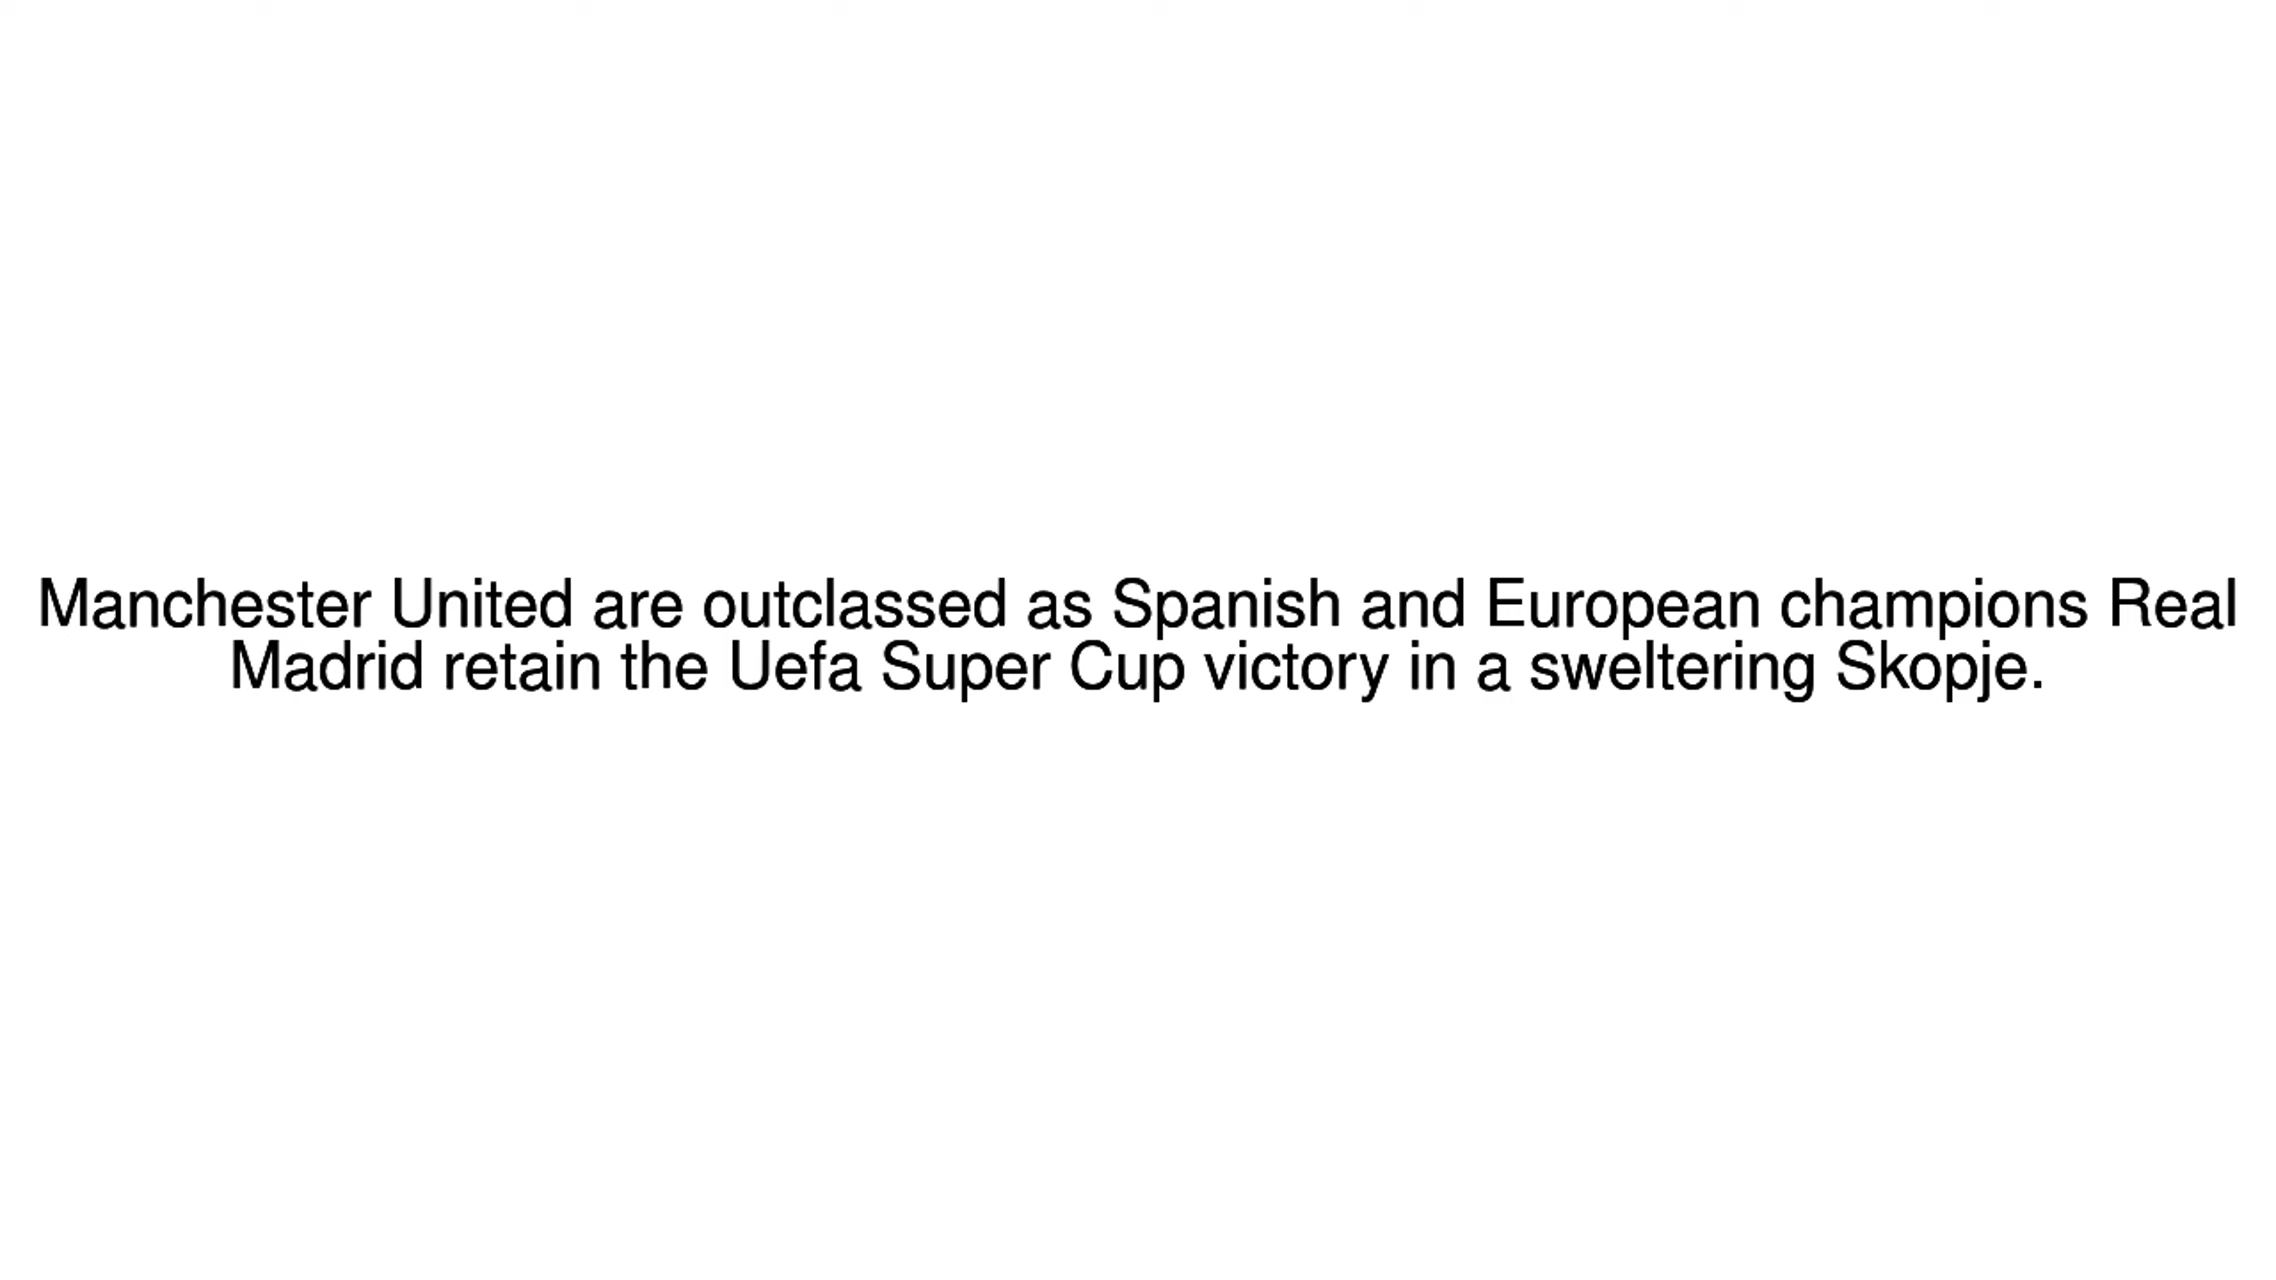 Manchester United are outclassed as Spanish and European champions Real
Madrid retain the Uefa Super Cup victory in a sweltering Skopje.